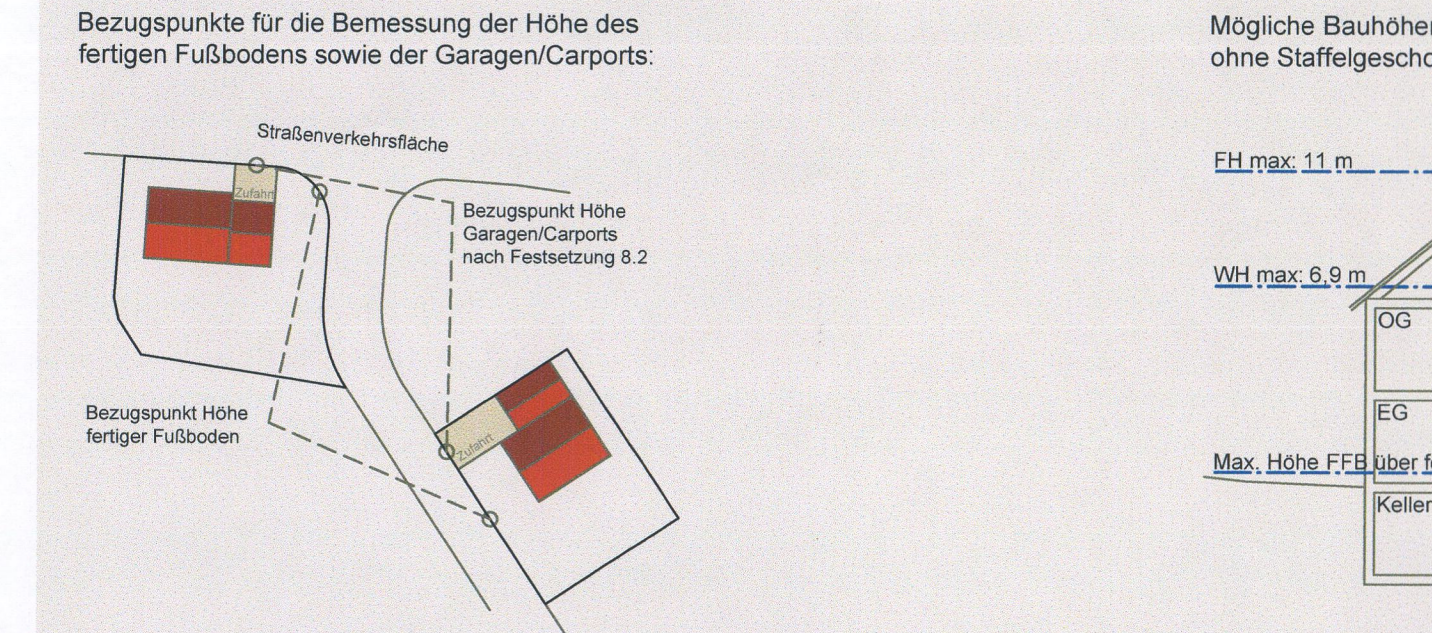 Bezugspunkte für die Bemessung der Höhe des
fertigen Fußbodens sowie der Garagen/Carports:
Straßenverkehrsfläche
Zufahrt
Bezugspunkt Höhe
Garagen/Carports
nach Festsetzung 8.2
Bezugspunkt Höhe
fertiger Fußboden
Zufahrt
Mögliche Bauhöhen
ohne Staffelgescho
FH max: 11 m
WH max: 6,9 m
OG
EG
Max. Höhe FFB über f
Keller